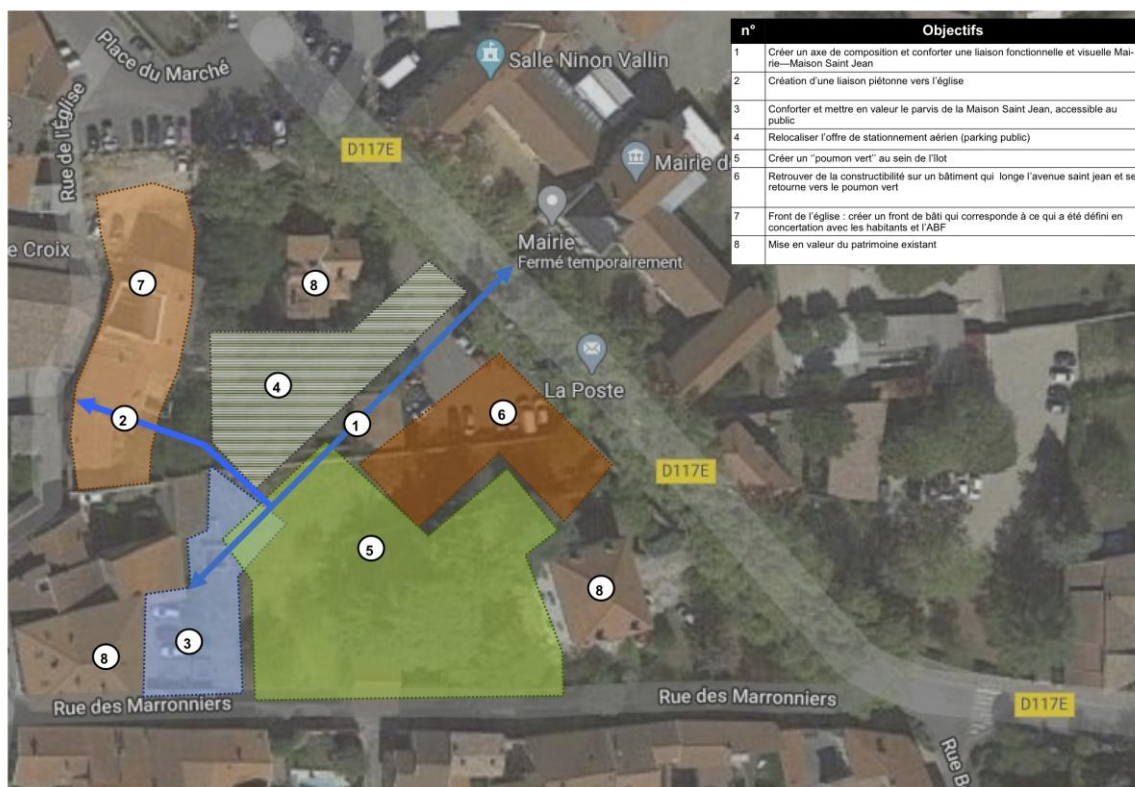 n° Objectifs
1 Créer un axe de composition et conforter une liaison fonctionnelle et visuelle Mai-
rie—Maison Saint Jean
2 Création d'une liaison piétonne vers l'église
3 Conforter et mettre en valeur le parvis de la Maison Saint Jean, accessible au
public
4 Relocaliser l'offre de stationnement aérien (parking public)
5 Créer un "poumon vert" au sein de l'îlot
6 Retrouver de la constructibilité sur un bâtiment qui longe l'avenue saint jean et se
retourne vers le poumon vert
7 Front de l'église : créer un front de bâti qui corresponde à ce qui a été défini en
concertation avec les habitants et l'ABF
8 Mise en valeur du patrimoine existant
Place du Marché
Salle Ninon Vallin
Rue de l'Église
D117E
Mairie d
Mairie
Fermé temporairement
e Croix
7
8
4
La Poste
1
6
2
D117E
5
8
3
8
Rue des Marronniers
Rue des Marronniers
D117E
Rue B